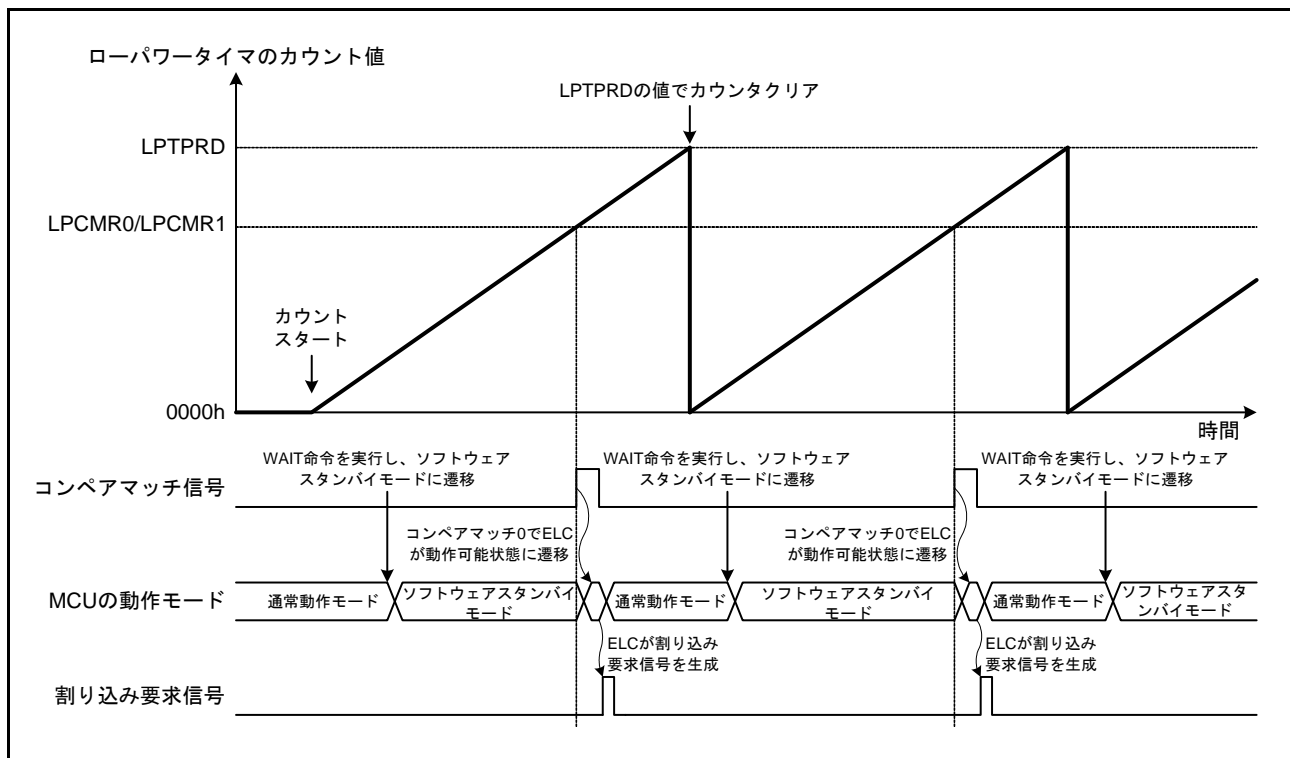 ローパワータイマのカウント値
LPTPRDの値でカウンタクリア
LPTPRD
LPCMR0/LPCMR1
カウント
スタート
0000h
時間
WAIT命令を実行し、ソフトウェア
スタンバイモードに遷移
WAIT命令を実行し、ソフトウェア
スタンバイモードに遷移
WAIT命令を実行し、ソフトウェア
スタンバイモードに遷移
コンペアマッチ信号
コンペアマッチ0でELC
が動作可能状態に遷移
コンペアマッチ0でELC
が動作可能状態に遷移
MCUの動作モード
通常動作モード
ソフトウェアスタンバイ
モード
通常動作モード
ソフトウェアスタンバイ
モード
通常動作モード
ソフトウェアスタ
ンバイモード
ELCが割り込み
要求信号を生成
ELCが割り込み
要求信号を生成
割り込み要求信号